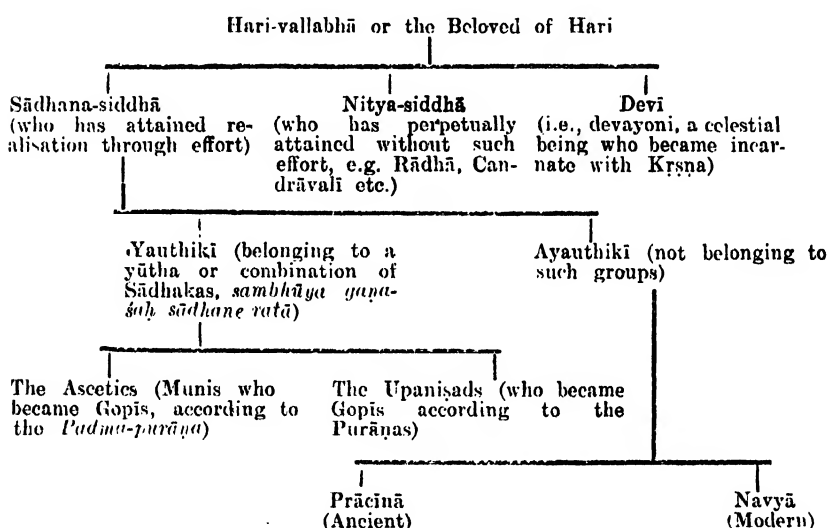 Hari-vallabhā or the Beloved of Hari
Sādhana-siddhā
(who has attained re-
alisation through effort)
Nitya-siddhā
(who has perpetually
attained without such
effort, e.g. Rādhā, Can-
drāvalī etc.)
Devī
(i.e., devayoni, a celestial
being who became incar-
nate with Kṛṣṇa)
Yauthikī (belonging to a
yūtha or combination of
Sādhakas, sambhūya gaṇa-
śaḥ sādhane ratā)
Ayauthikī (not belonging to
such groups)
The Ascetics (Munis who
became Gopīs, according to
the Padma-purāṇa)
The Upaniṣads (who became
Gopīs according to the
Purāṇas)
Prācīnā
(Ancient)
Navyā
(Modern)